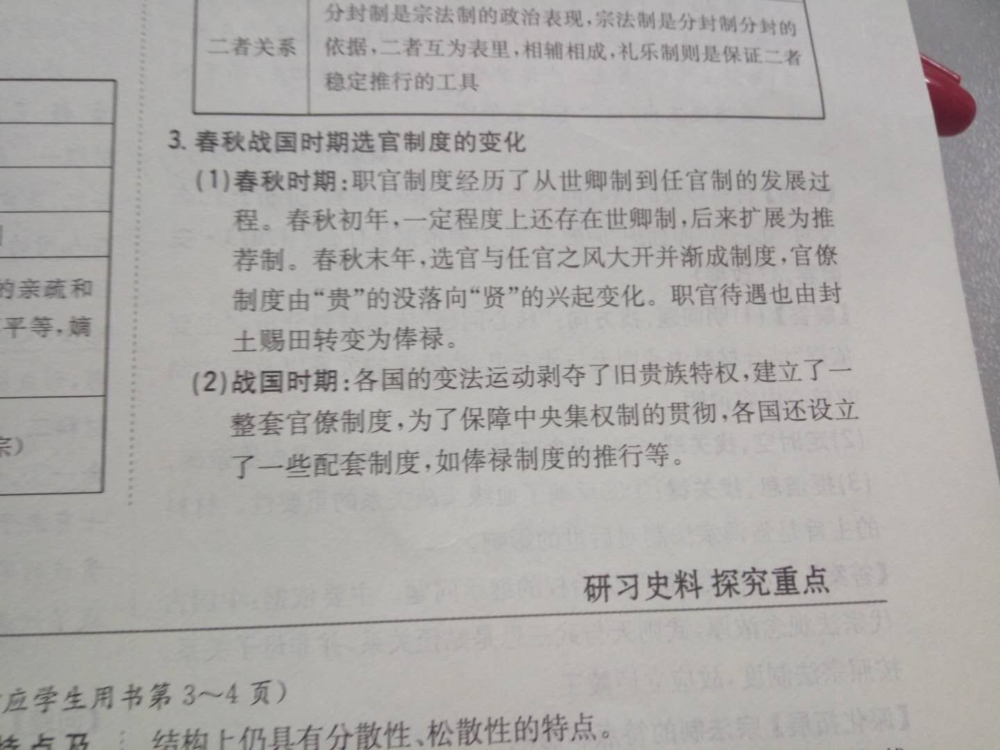 分封制是宗法制的政治表现,宗法制是分封制分封的
二者关系
依据,二者互为表里,相辅相成,礼乐制则是保证二者
稳定推行的工具
的亲疏和
平等,嫡
宗)
3. 春秋战国时期选官制度的变化
(1)春秋时期:职官制度经历了从世卿制到任官制的发展过
程。春秋初年,一定程度上还存在世卿制,后来扩展为推
荐制。春秋末年,选官与任官之风大开并渐成制度,官僚
制度由“贵”的没落向“贤”的兴起变化。职官待遇也由封
土赐田转变为俸禄。
(2)战国时期:各国的变法运动剥夺了旧贵族特权,建立了一
整套官僚制度,为了保障中央集权制的贯彻,各国还设立
了一些配套制度,如俸禄制度的推行等。
研习史料 探究重点
应学生用书第3～4页)
特点及
结构上仍具有分散性、松散性的特点。